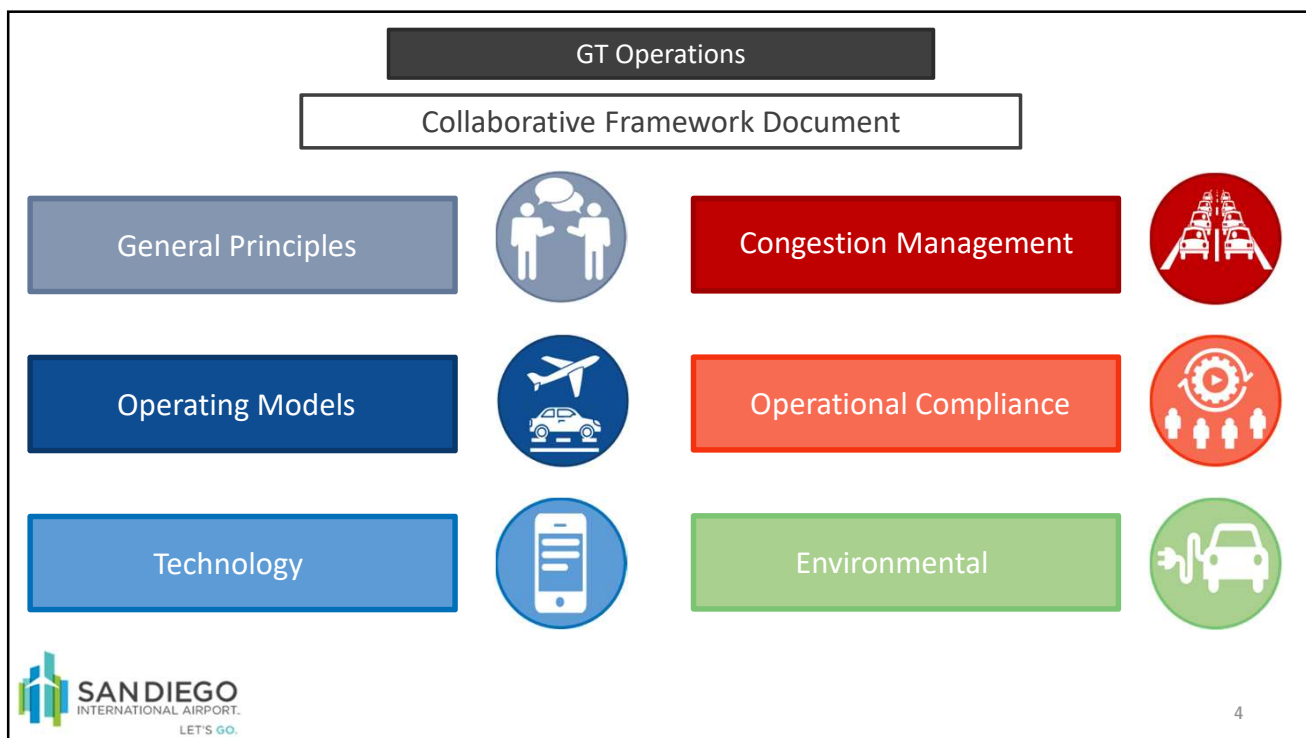 GT Operations
Collaborative Framework Document
General Principles
Congestion Management
Operating Models
Operational Compliance
Technology
Environmental
SAN DIEGO
INTERNATIONAL AIRPORT.
LET'S GO.
4